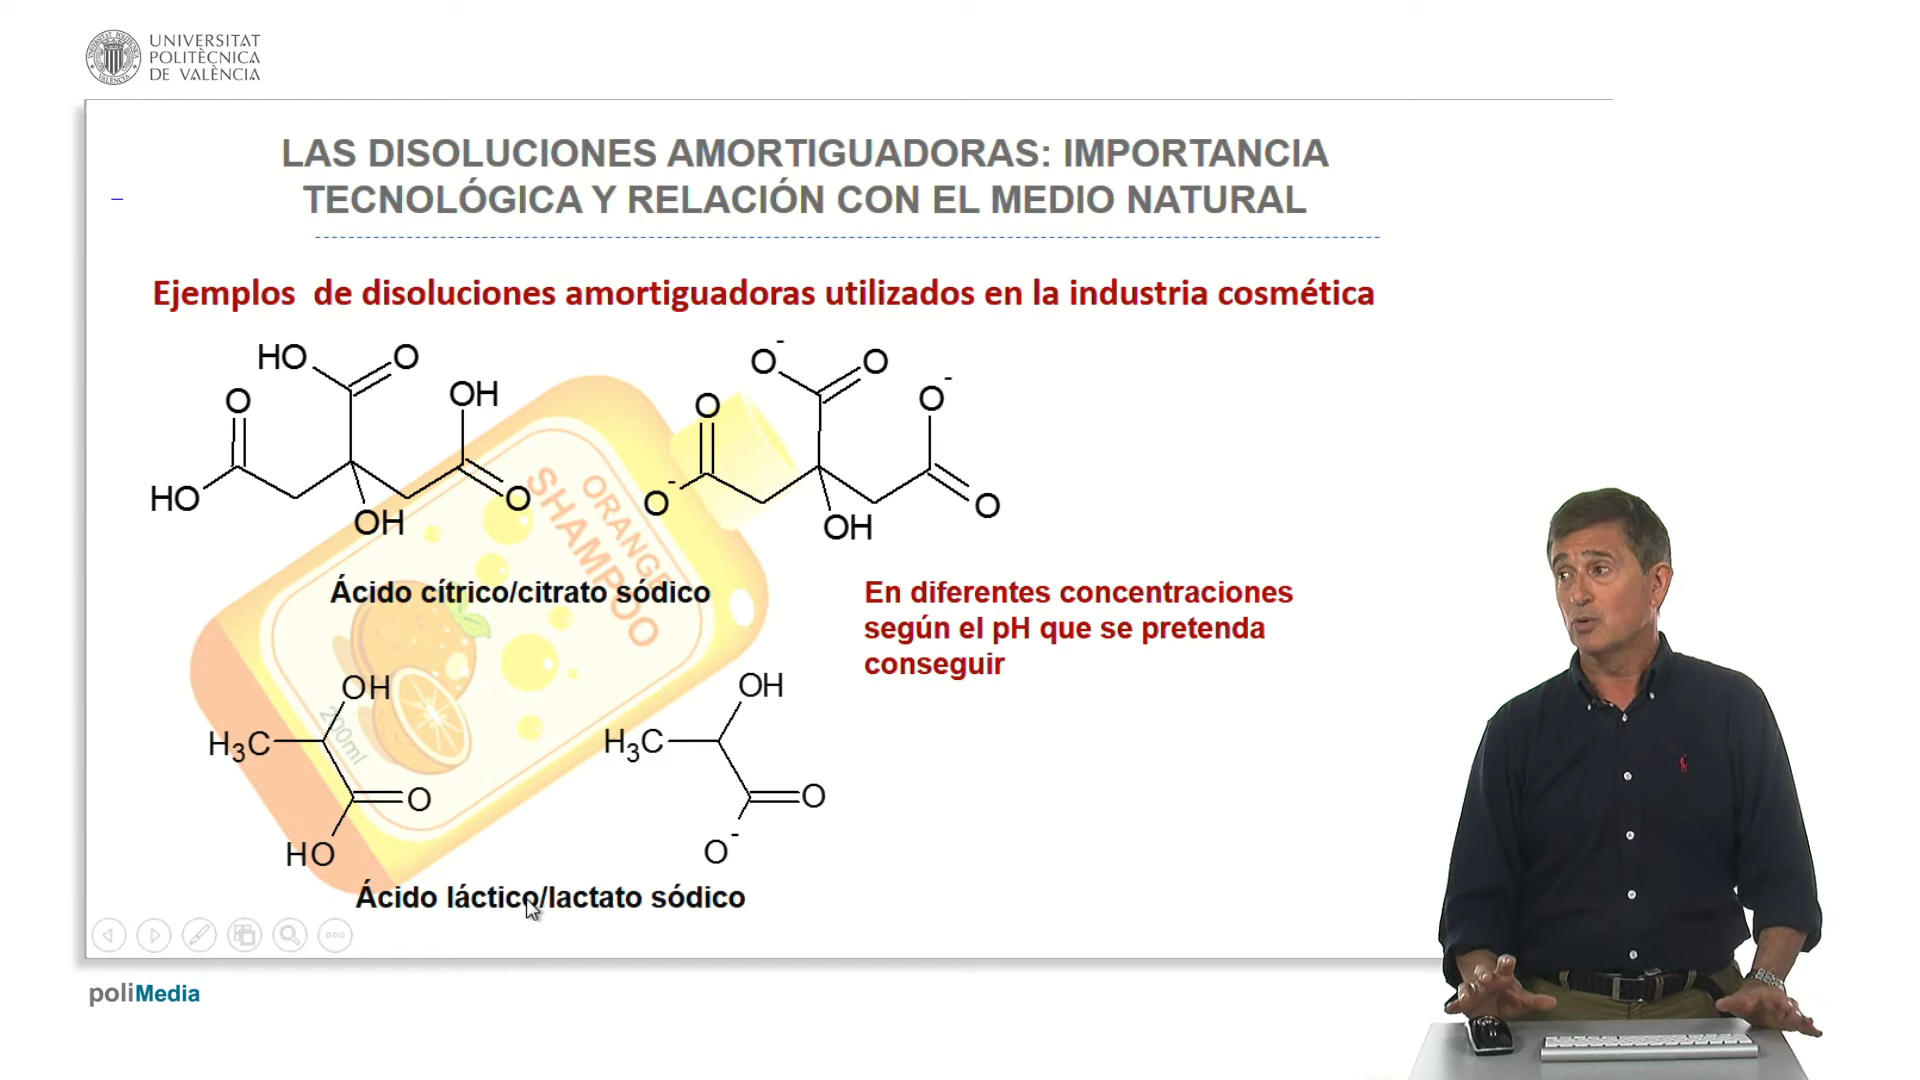 UNIVERSITAT
POLITÈCNICA
DE VALÈNCIA
LAS DISOLUCIONES AMORTIGUADORAS: IMPORTANCIA
TECNOLÓGICA Y RELACIÓN CON EL MEDIO NATURAL
Ejemplos de disoluciones amortiguadoras utilizados en la industria cosmética
HO O
O OH
HO O
OH
O⁻ O
O O⁻
O⁻ O
OH
ORANGE
SHAMPOO
200ml
Ácido cítrico/citrato sódico
En diferentes concentraciones
según el pH que se pretenda
conseguir
OH
H₃C
O
HO
OH
H₃C
O
O⁻
Ácido láctico/lactato sódico
poliMedia